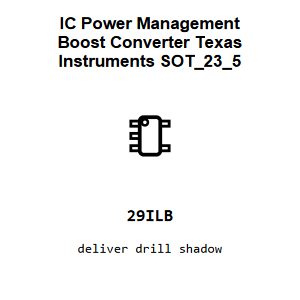 IC Power Management
Boost Converter Texas
Instruments SOT_23_5
29ILB
deliver drill shadow